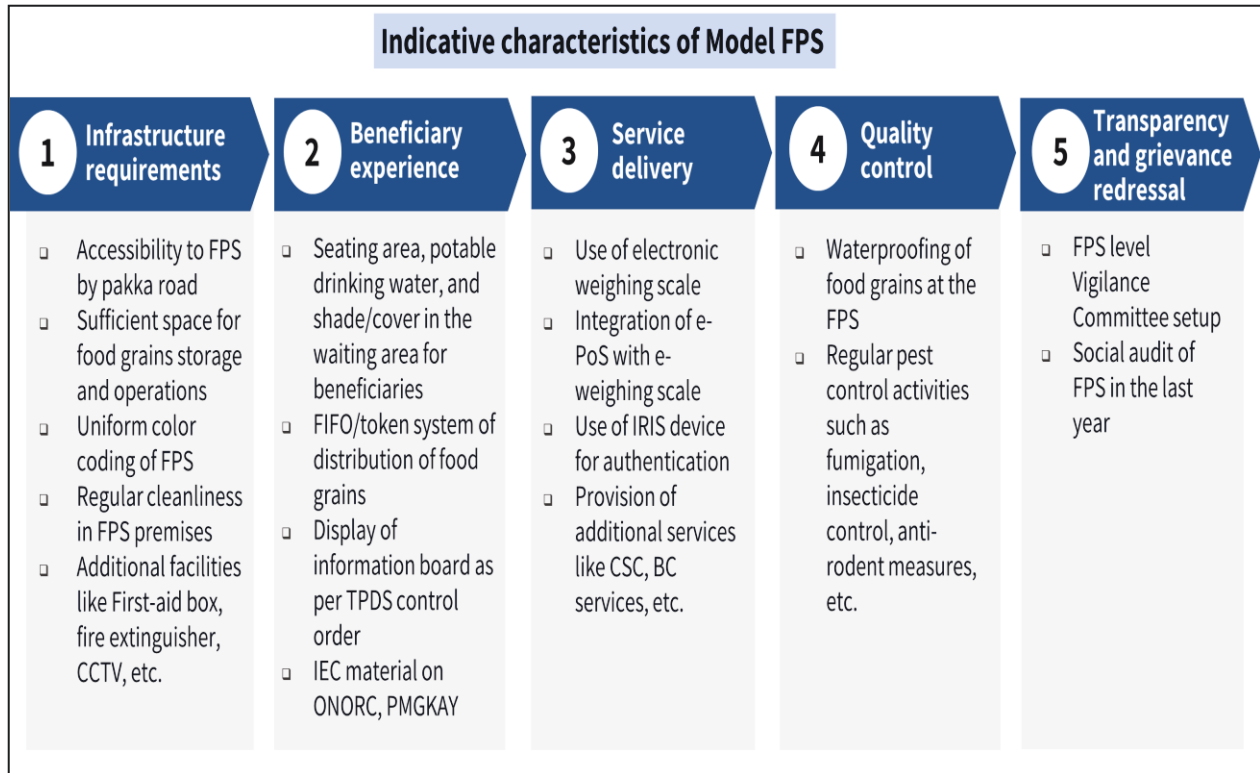 Indicative characteristics of Model FPS
1
Infrastructure
requirements
❑ Accessibility to FPS
by pakka road
❑ Sufficient space for
food grains storage
and operations
❑ Uniform color
coding of FPS
❑ Regular cleanliness
in FPS premises
❑ Additional facilities
like First-aid box,
fire extinguisher,
CCTV, etc.
2
Beneficiary
experience
❑ Seating area, potable
drinking water, and
shade/cover in the
waiting area for
beneficiaries
❑ FIFO/token system of
distribution of food
grains
❑ Display of
information board as
per TPDS control
order
❑ IEC material on
ONORC, PMGKAY
3
Service
delivery
❑ Use of electronic
weighing scale
❑ Integration of e-
PoS with e-
weighing scale
❑ Use of IRIS device
for authentication
❑ Provision of
additional services
like CSC, BC
services, etc.
4
Quality
control
❑ Waterproofing of
food grains at the
FPS
❑ Regular pest
control activities
such as
fumigation,
insecticide
control, anti-
rodent measures,
etc.
5
Transparency
and grievance
redressal
❑ FPS level
Vigilance
Committee setup
❑ Social audit of
FPS in the last
year